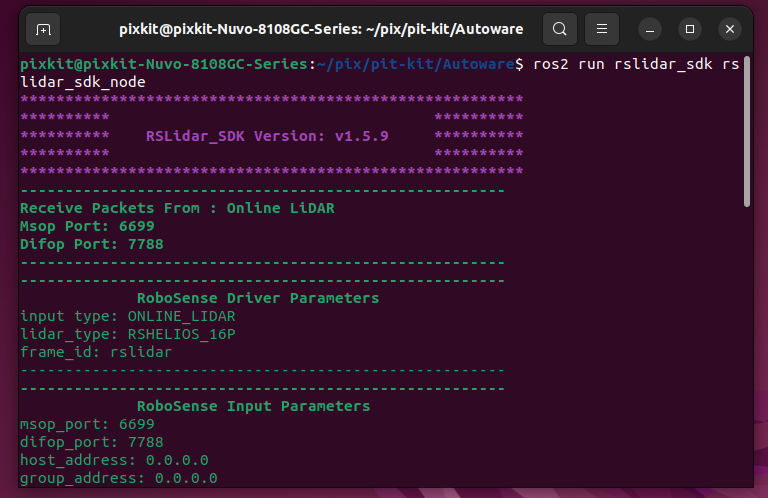 pixkit@pixkit-Nuvo-8108GC-Series: ~/pix/pit-kit/Autoware
pixkit@pixkit-Nuvo-8108GC-Series:~/pix/pit-kit/Autoware$ ros2 run rslidar_sdk rs
lidar_sdk_node
********************************************************
**********                                    **********
**********    RSLidar_SDK Version: v1.5.9     **********
**********                                    **********
********************************************************
------------------------------------------------------
Receive Packets From : Online LiDAR
Msop Port: 6699
Difop Port: 7788
------------------------------------------------------
------------------------------------------------------
             RoboSense Driver Parameters
input type: ONLINE_LIDAR
lidar_type: RSHELIOS_16P
frame_id: rslidar
------------------------------------------------------
------------------------------------------------------
             RoboSense Input Parameters
msop_port: 6699
difop_port: 7788
host_address: 0.0.0.0
group_address: 0.0.0.0